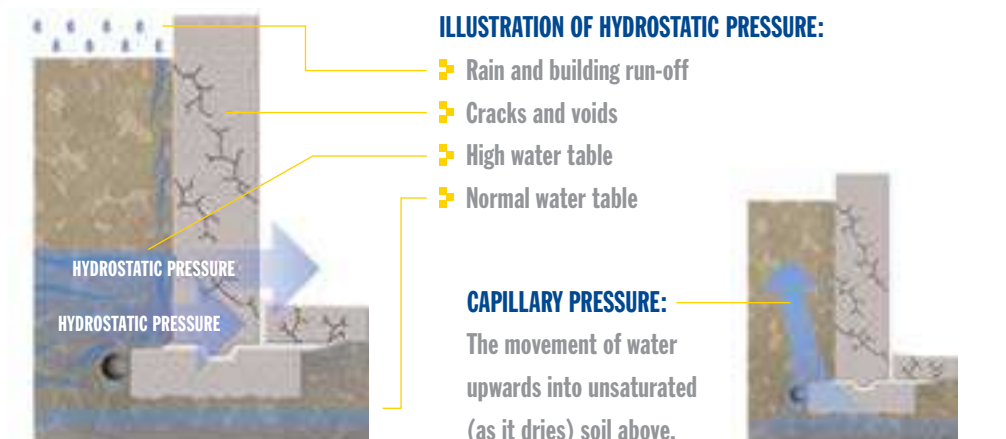 ILLUSTRATION OF HYDROSTATIC PRESSURE:
Rain and building run-off
Cracks and voids
High water table
Normal water table
HYDROSTATIC PRESSURE
HYDROSTATIC PRESSURE
CAPILLARY PRESSURE:
The movement of water
upwards into unsaturated
(as it dries) soil above.